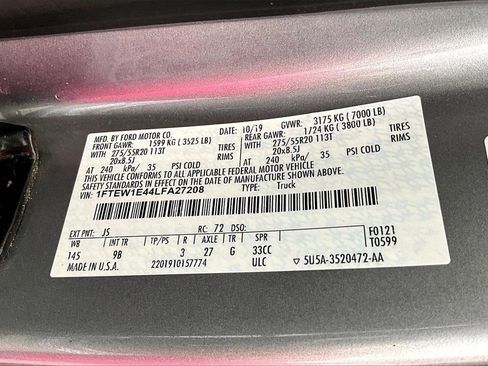 MFD. BY FORD MOTOR CO.
DATE: 10/19 GVWR: 3175 KG ( 7000 LB)
FRONT GAWR: 1599 KG ( 3525 LB) REAR GAWR: 1724 KG ( 3800 LB)
WITH 275/55R20 113T TIRES WITH 275/55R20 113T TIRES
20x8.5J RIMS 20x8.5J RIMS
AT 240 kPa/ 35 PSI COLD AT 240 kPa/ 35 PSI COLD
THIS VEHICLE CONFORMS TO ALL APPLICABLE FEDERAL MOTOR VEHICLE
SAFETY STANDARDS IN EFFECT ON THE DATE OF MANUFACTURE SHOWN ABOVE.
VIN: 1FTEW1E44LFA27208 TYPE: Truck
F0121
T0599
EXT PNT: JS RC: 72 DSO:
WB INT TR TP/PS R AXLE TR SPR
145 9B 3 27 G 33CC
MADE IN U.S.A. 2201910157774 ULC ▽ 5U5A-3520472-AA